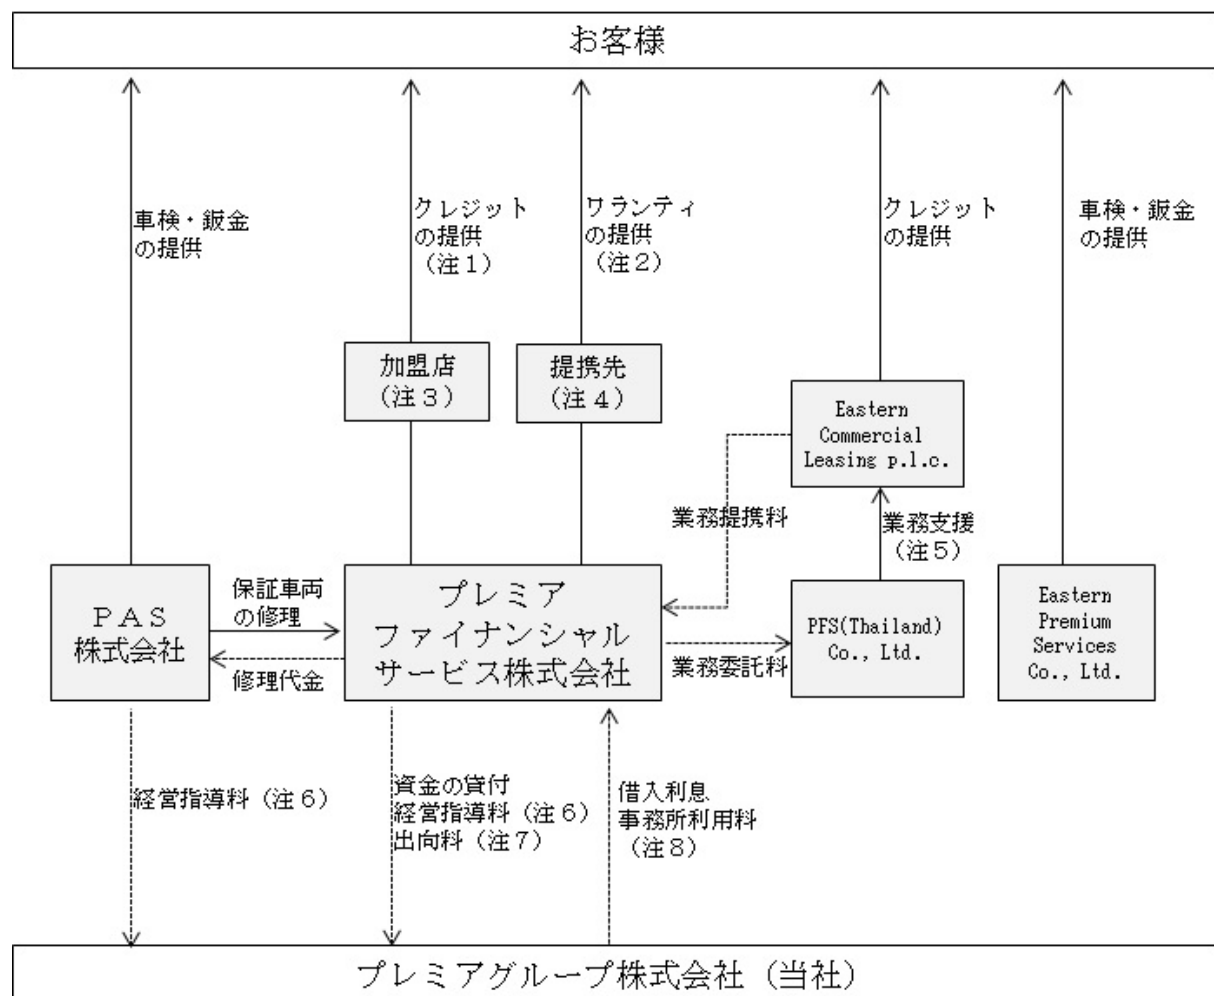 お客様
車検・鈑金
の提供
クレジット
の提供
（注１）
ワランティ
の提供
（注２）
クレジット
の提供
車検・鈑金
の提供
加盟店
（注３）
提携先
（注４）
Eastern
Commercial
Leasing p.l.c.
業務提携料
業務支援
（注５）
ＰＡＳ
株式会社
保証車両
の修理
修理代金
プレミア
ファイナンシャル
サービス株式会社
業務委託料
PFS(Thailand)
Co., Ltd.
Eastern
Premium
Services
Co., Ltd.
経営指導料（注６）
資金の貸付
経営指導料（注６）
出向料（注７）
借入利息
事務所利用料
（注８）
プレミアグループ株式会社（当社）